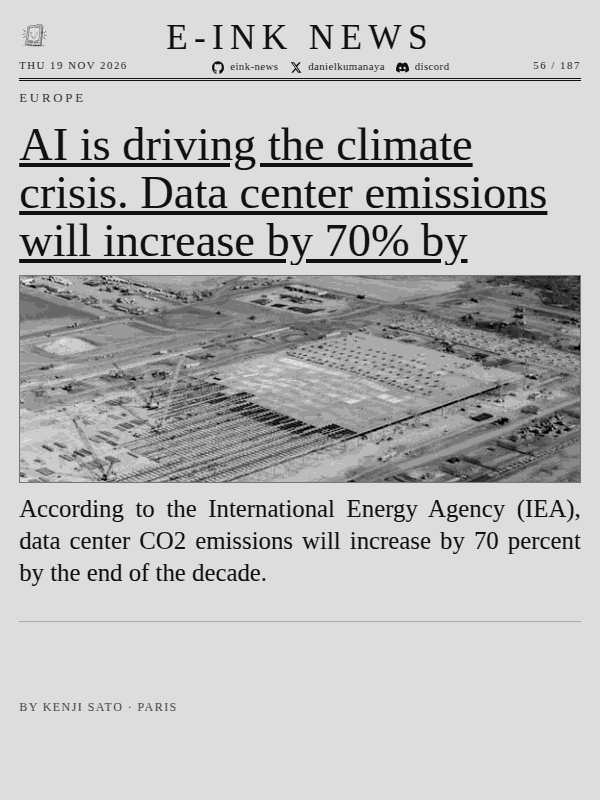 E-INK NEWS
THU 19 NOV 2026
eink-news danielkumanaya discord
56 / 187
EUROPE
AI is driving the climate
crisis. Data center emissions
will increase by 70% by
According to the International Energy Agency (IEA),
data center CO2 emissions will increase by 70 percent
by the end of the decade.
BY KENJI SATO · PARIS